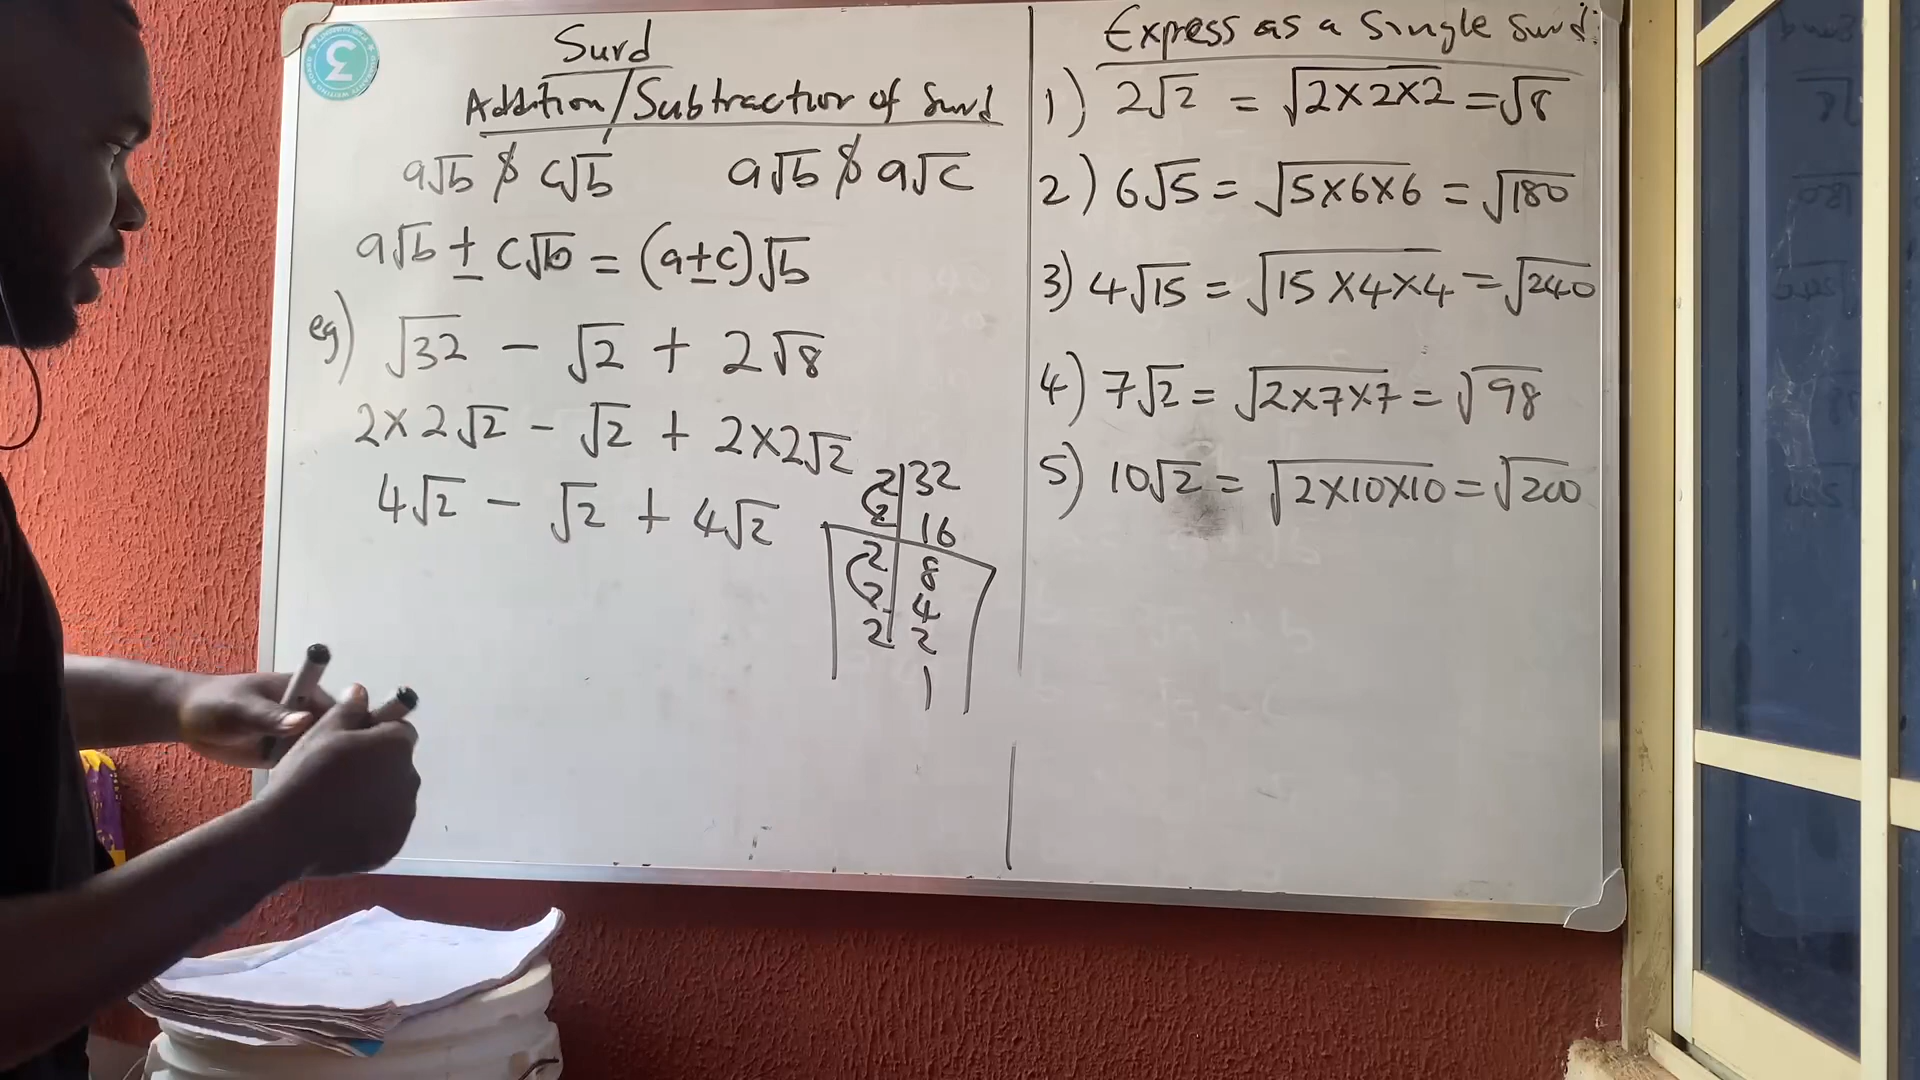 Surd
Addition/Subtraction of Surd
a√b & c√b a√b & a√c
a√b ± c√b = (a±c)√b
eg) √32 - √2 + 2√8
2×2√2 - √2 + 2×2√2
4√2 - √2 + 4√2
2 | 32
2 | 16
2 | 8
2 | 4
2 | 2
1
Express as a Single Surd:
1) 2√2 = √2×2×2 = √8
2) 6√5 = √5×6×6 = √180
3) 4√15 = √15×4×4 = √240
4) 7√2 = √2×7×7 = √98
5) 10√2 = √2×10×10 = √200